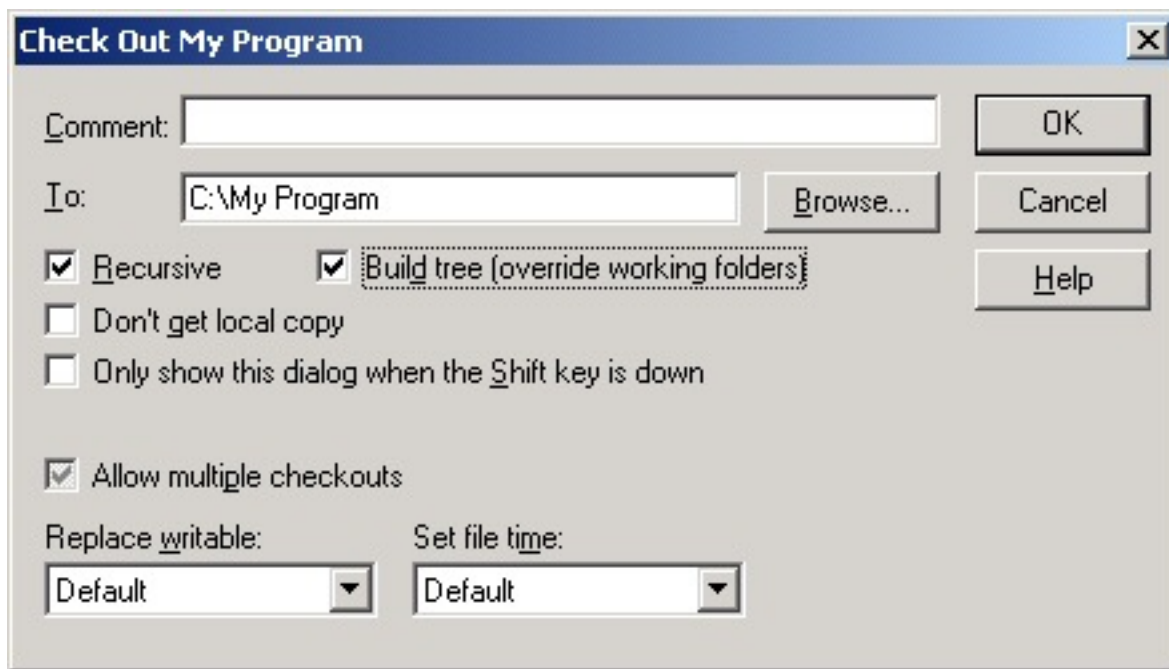 Check Out My Program
Comment:
OK
To:
C:\My Program
Browse...
Cancel
Recursive
Build tree (override working folders)
Help
Don't get local copy
Only show this dialog when the Shift key is down
Allow multiple checkouts
Replace writable:
Set file time:
Default
Default